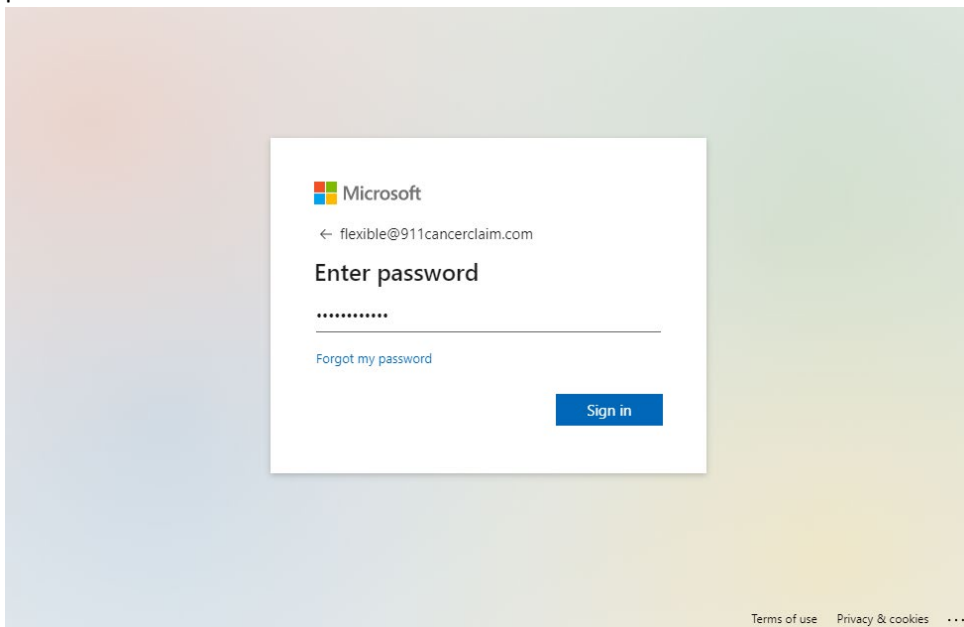 Microsoft
← flexible@911cancerclaim.com
Enter password
••••••••••••
Forgot my password
Sign in
Terms of use Privacy & cookies ...